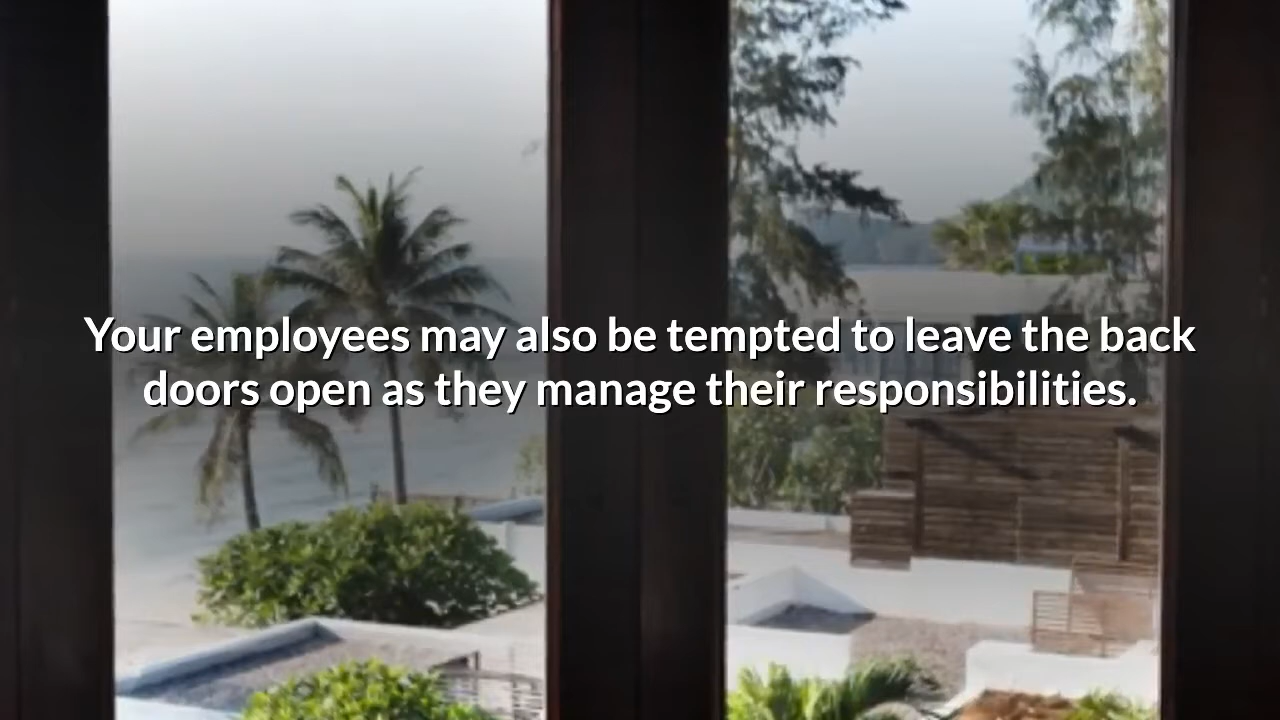 Your employees may also be tempted to leave the back
doors open as they manage their responsibilities.